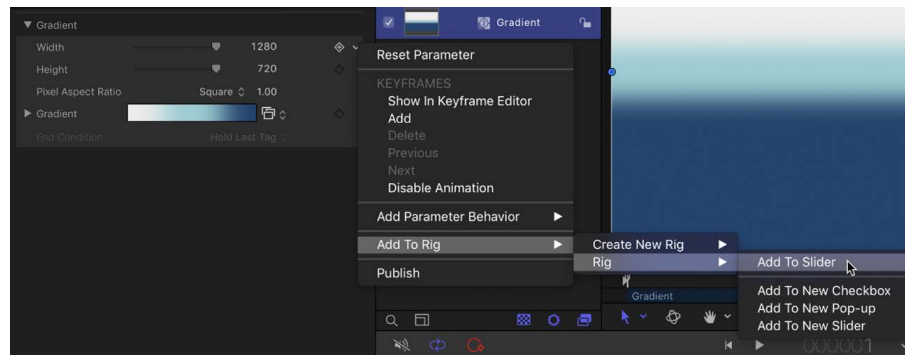 Gradient
Width 1280
Height 720
Pixel Aspect Ratio Square 1.00
Gradient
End Condition Hold Last Tag
Gradient
Reset Parameter
KEYFRAMES
Show In Keyframe Editor
Add
Delete
Previous
Next
Disable Animation
Add Parameter Behavior
Add To Rig
Publish
Create New Rig
Rig
Add To Slider
Add To New Checkbox
Add To New Pop-up
Add To New Slider
Gradient
000001